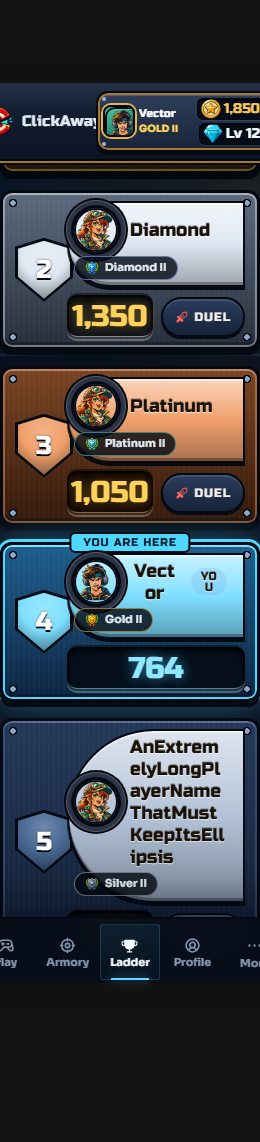 ClickAway
Vector
GOLD II
1,850
Lv 12
2
Diamond
Diamond II
1,350
DUEL
3
Platinum
Platinum II
1,050
DUEL
YOU ARE HERE
4
Vect
or
YO
U
Gold II
764
5
AnExtrem
elyLongPl
ayerName
ThatMust
KeepItsEll
ipsis
Silver II
lay
Armory
Ladder
Profile
Mor